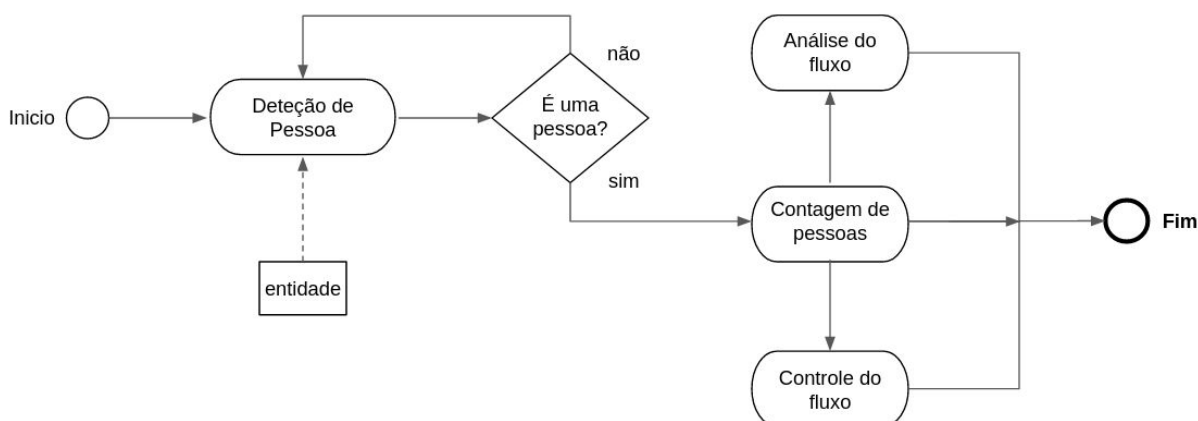 Inicio
Deteção de
Pessoa
entidade
É uma
pessoa?
não
sim
Análise do
fluxo
Contagem de
pessoas
Controle do
fluxo
Fim